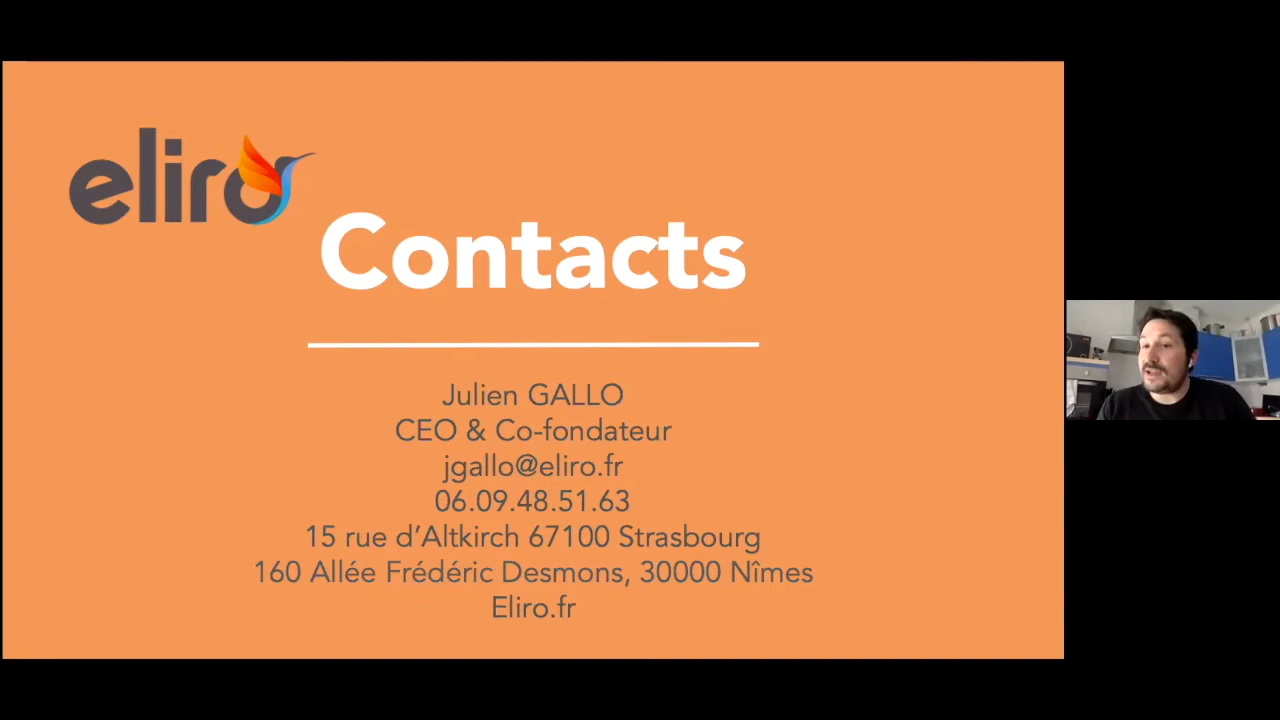 eliro
Contacts
Julien GALLO
CEO & Co-fondateur
jgallo@eliro.fr
06.09.48.51.63
15 rue d’Altkirch 67100 Strasbourg
160 Allée Frédéric Desmons, 30000 Nîmes
Eliro.fr